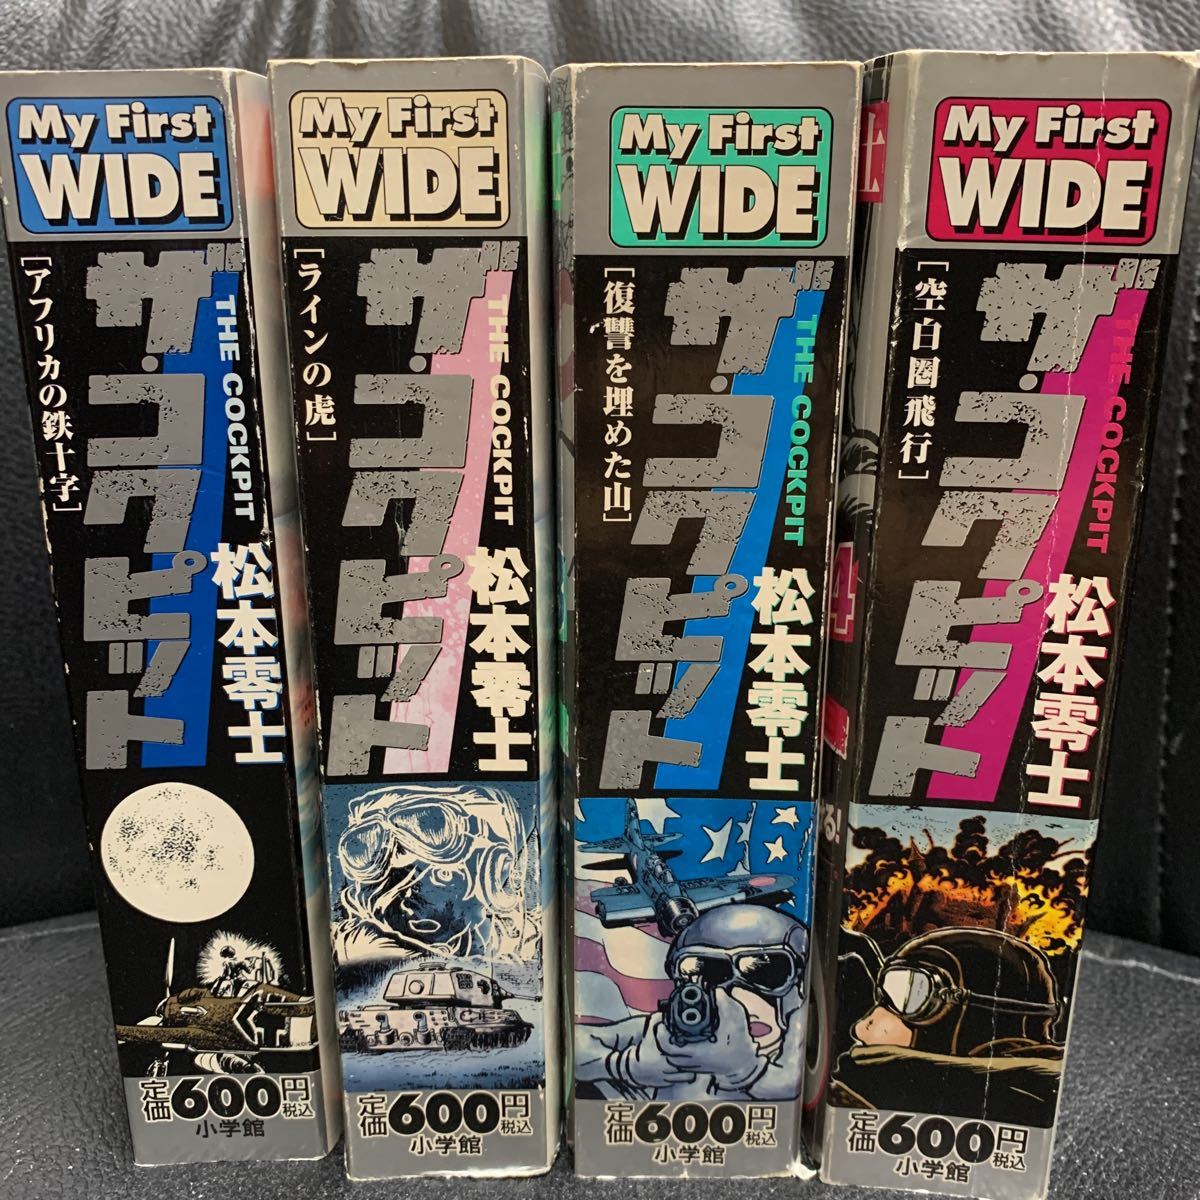 My First
WIDE
[アフリカの鉄十字]
ザ・コクピット
THE COCKPIT
松本零士
定価600円
税込
小学館
My First
WIDE
[ラインの虎]
ザ・コクピット
THE COCKPIT
松本零士
定価600円
税込
小学館
My First
WIDE
[復讐を埋めた山]
ザ・コクピット
THE COCKPIT
松本零士
定価600円
税込
小学館
士
4
る!
My First
WIDE
[空白圏飛行]
ザ・コクピット
THE COCKPIT
松本零士
定価600円
税込
小学館